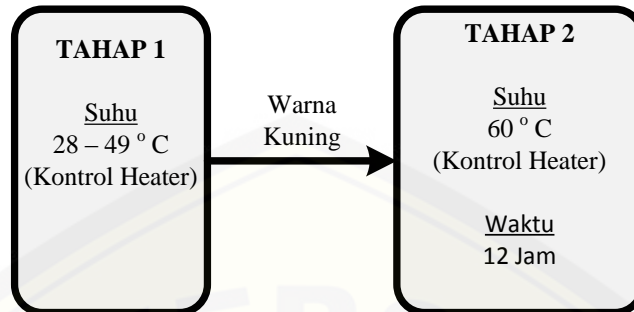 TAHAP 1
Suhu
28 – 49 ° C
(Kontrol Heater)
Warna
Kuning
TAHAP 2
Suhu
60 ° C
(Kontrol Heater)
Waktu
12 Jam